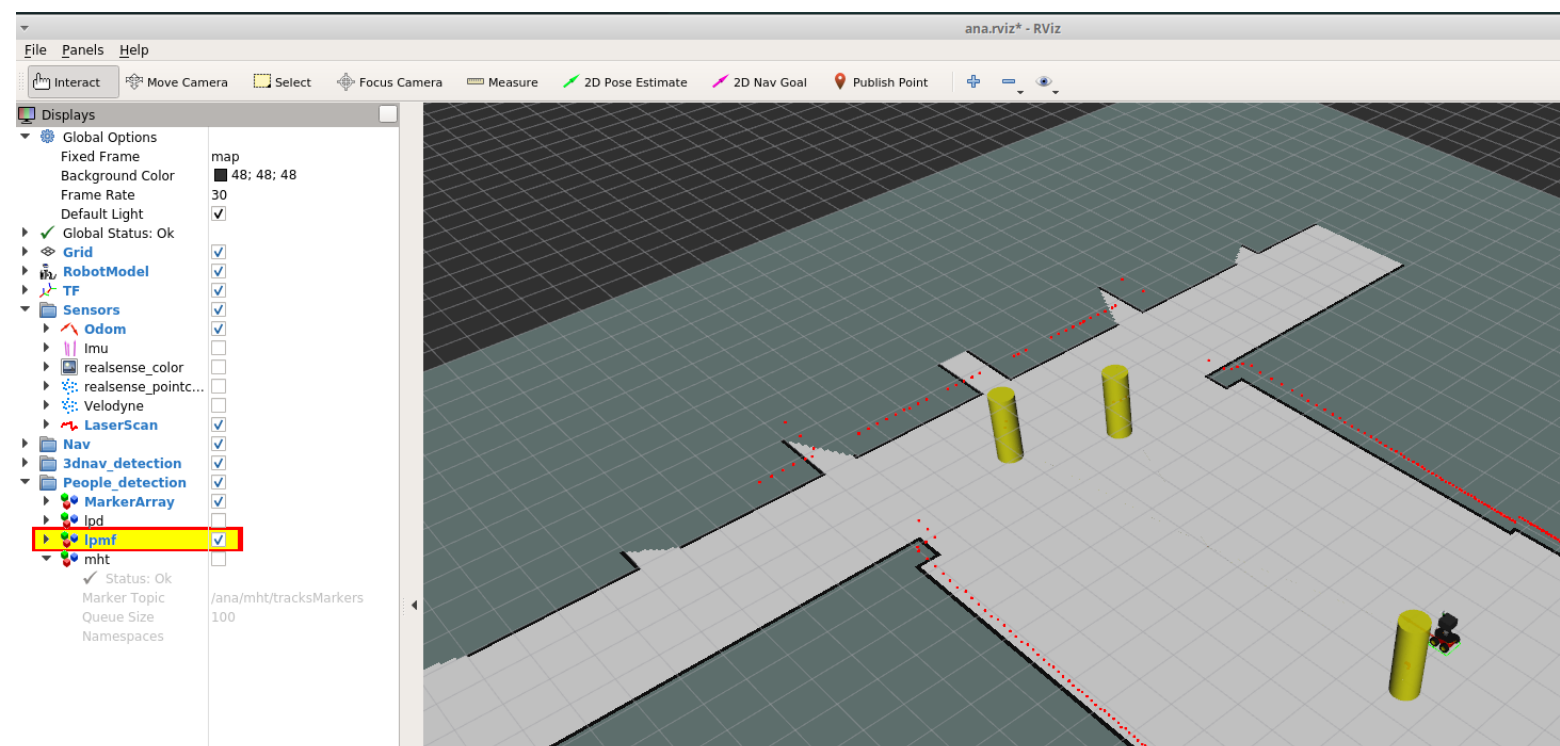 ana.rviz* - RViz
File Panels Help
Interact Move Camera Select Focus Camera Measure 2D Pose Estimate 2D Nav Goal Publish Point
Displays
Global Options
Fixed Frame map
Background Color 48; 48; 48
Frame Rate 30
Default Light
Global Status: Ok
Grid
RobotModel
TF
Sensors
Odom
Imu
realsense_color
realsense_pointc...
Velodyne
LaserScan
Nav
3dnav_detection
People_detection
MarkerArray
lpd
lpmf
mht
Status: Ok
Marker Topic /ana/mht/tracksMarkers
Queue Size 100
Namespaces